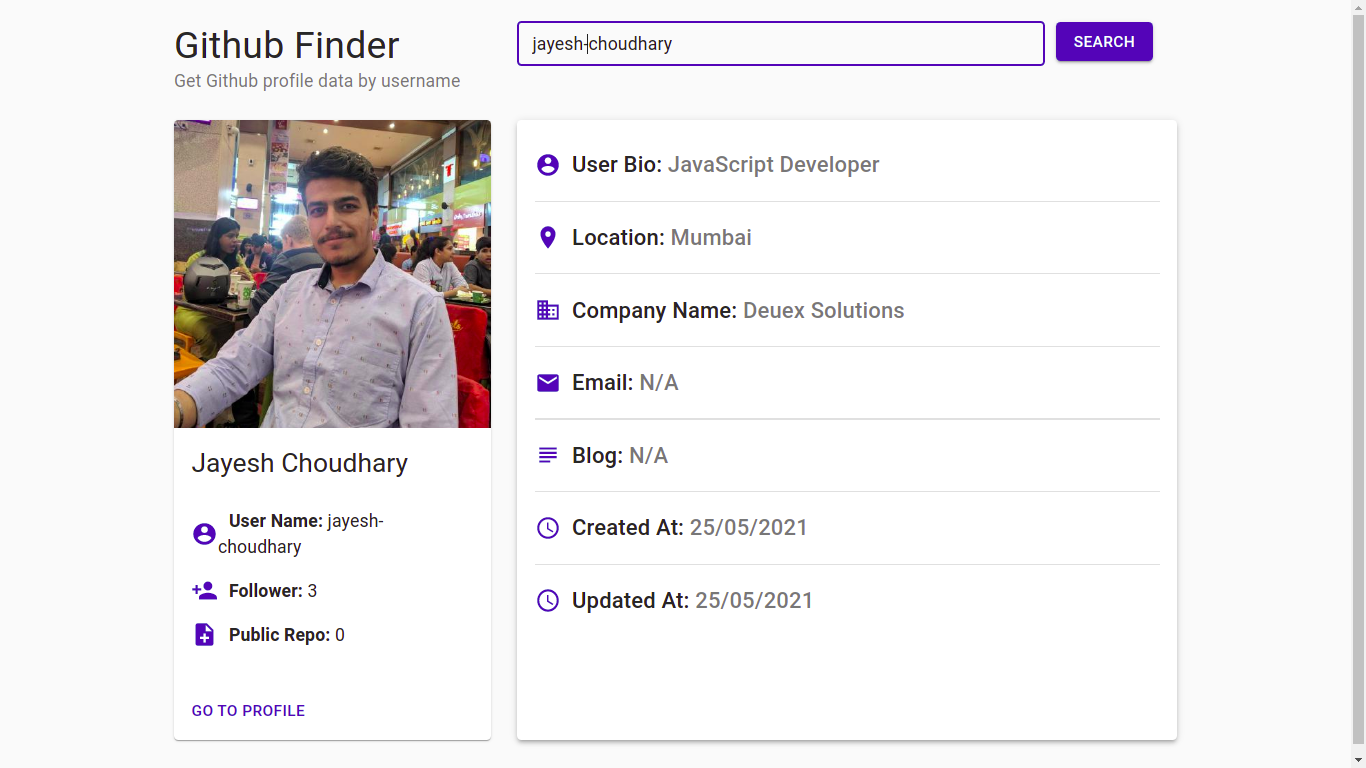 Github Finder
Get Github profile data by username
jayesh-choudhary
SEARCH
Jayesh Choudhary
User Name: jayesh-
choudhary
Follower: 3
Public Repo: 0
GO TO PROFILE
User Bio: JavaScript Developer
Location: Mumbai
Company Name: Deuex Solutions
Email: N/A
Blog: N/A
Created At: 25/05/2021
Updated At: 25/05/2021